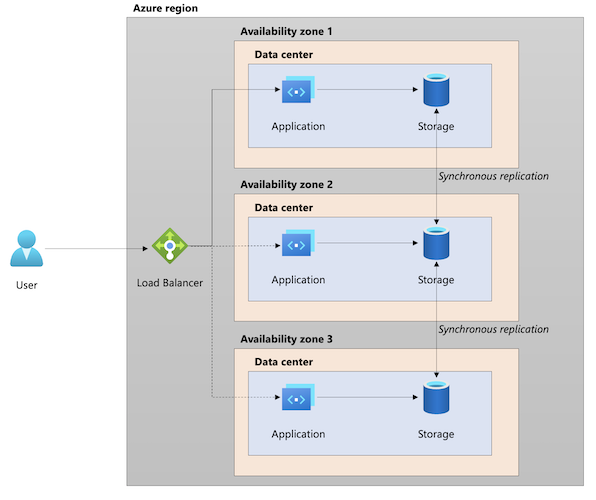 Azure region
Availability zone 1
Data center
Application
Storage
Synchronous replication
Availability zone 2
Data center
User
Load Balancer
Application
Storage
Synchronous replication
Availability zone 3
Data center
Application
Storage